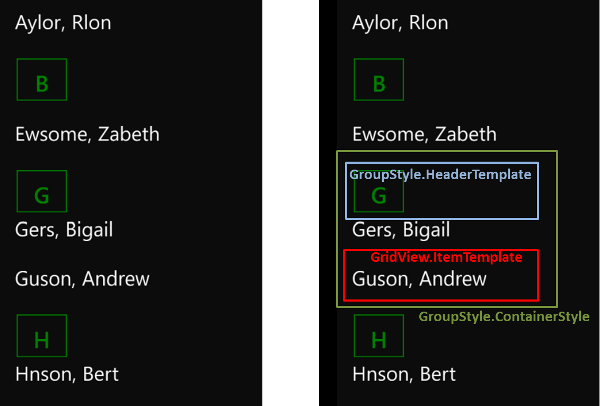 Aylor, Rlon
B
Ewsome, Zabeth
G
Gers, Bigail
Guson, Andrew
H
Hnson, Bert
Aylor, Rlon
B
Ewsome, Zabeth
GroupStyle.HeaderTemplate
G
Gers, Bigail
GridView.ItemTemplate
Guson, Andrew
GroupStyle.ContainerStyle
H
Hnson, Bert